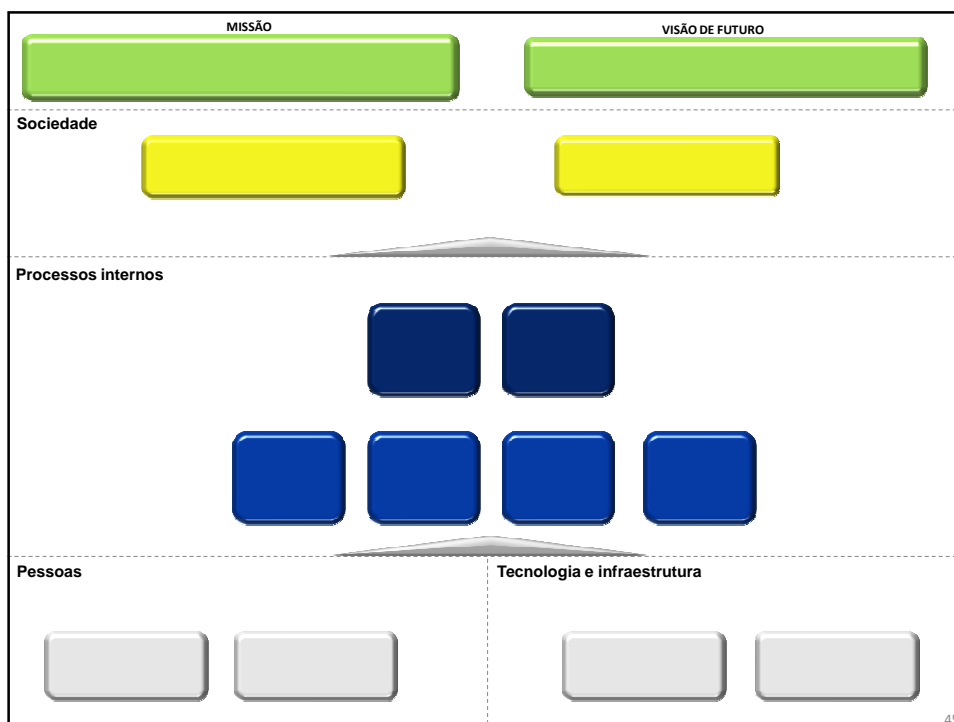 MISSÃO
VISÃO DE FUTURO
Sociedade
Processos internos
Pessoas
Tecnologia e infraestrutura